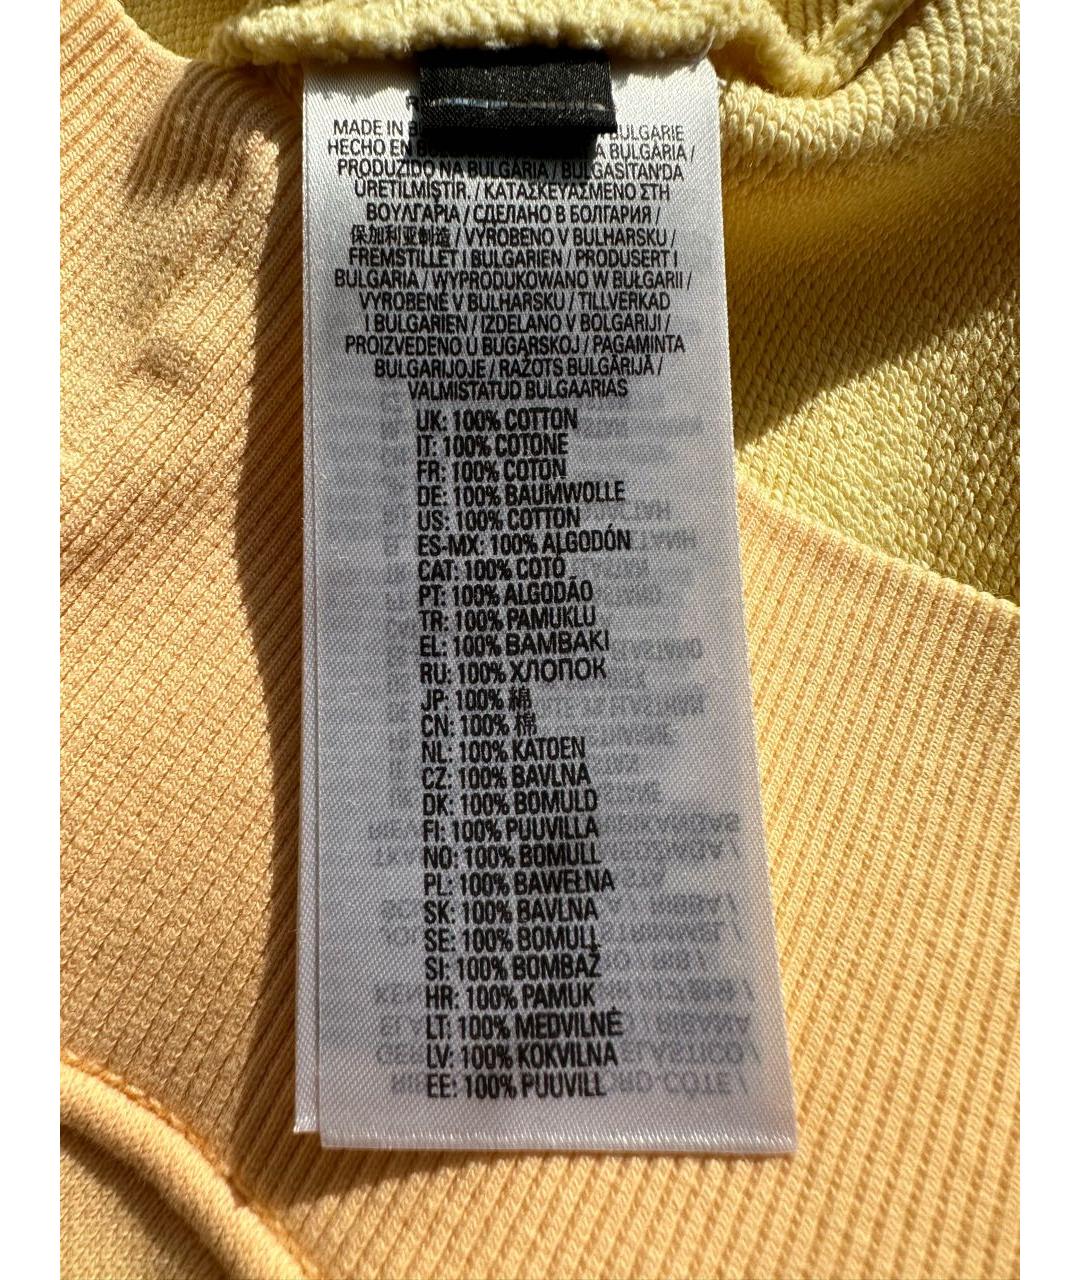 MADE IN BULGARIE
HECHO EN A BULGÀRIA /
PRODUZIDO NA BULGÁRIA / BULGASİTAN'DA
ÜRETİLMİŞTİR. / ΚΑΤΑΣΚΕΥΑΣΜΕΝΟ ΣΤΗ
ΒΟΥΛΓΑΡΙΑ / СДЕЛАНО В БОЛГАРИЯ /
保加利亚制造 / VYROBENO V BULHARSKU /
FREMSTILLET I BULGARIEN / PRODUSERT I
BULGARIA / WYPRODUKOWANO W BUŁGARII /
VYROBENÉ V BULHARSKU / TILLVERKAD
I BULGARIEN / IZDELANO V BOLGARIJI /
PROIZVEDENO U BUGARSKOJ / PAGAMINTA
BULGARIJOJE / RAŽOTS BULGĀRIJĀ /
VALMISTATUD BULGAARIAS
UK: 100% COTTON
IT: 100% COTONE
FR: 100% COTON
DE: 100% BAUMWOLLE
US: 100% COTTON
ES-MX: 100% ALGODÓN
CAT: 100% COTÓ
PT: 100% ALGODÃO
TR: 100% PAMUKLU
EL: 100% ΒΑΜΒΑΚΙ
RU: 100% ХЛОПОК
JP: 100% 綿
CN: 100% 棉
NL: 100% KATOEN
CZ: 100% BAVLNA
DK: 100% BOMULD
FI: 100% PUUVILLA
NO: 100% BOMULL
PL: 100% BAWEŁNA
SK: 100% BAVLNA
SE: 100% BOMULL
SI: 100% BOMBAŽ
HR: 100% PAMUK
LT: 100% MEDVILNĖ
LV: 100% KOKVILNA
EE: 100% PUUVILL